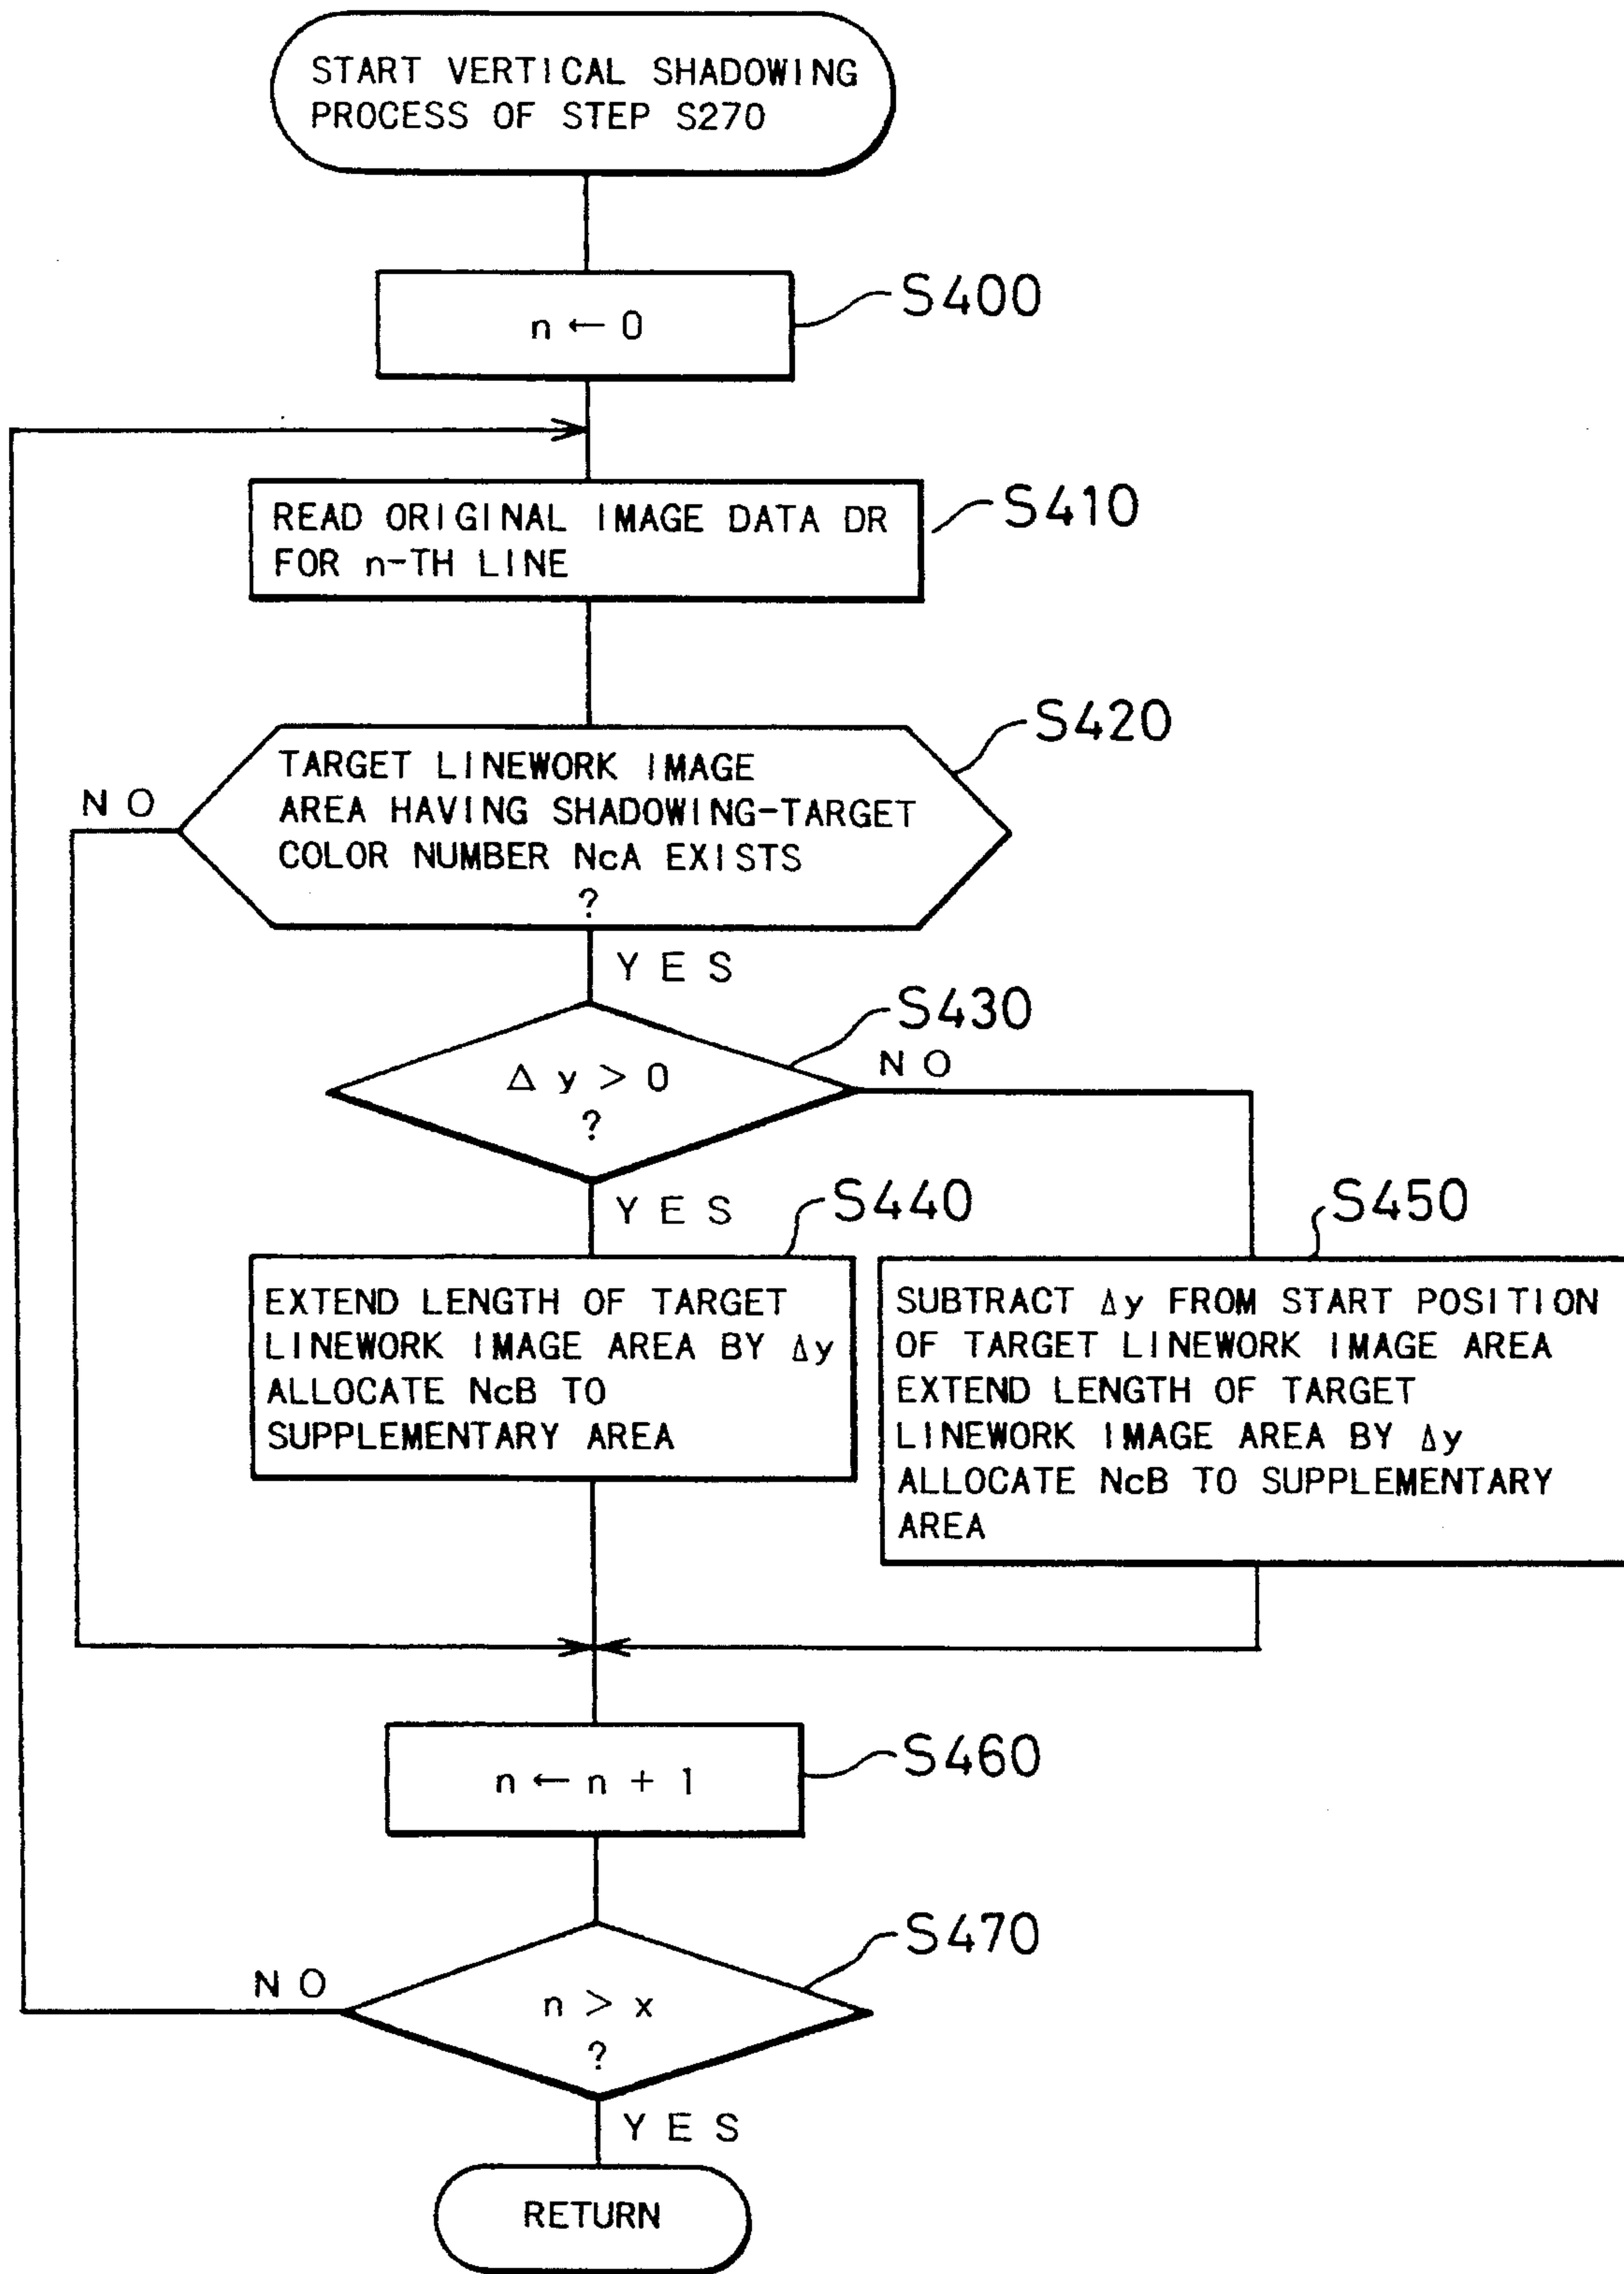 START VERTICAL SHADOWING
PROCESS OF STEP S270
n ← 0
S400
READ ORIGINAL IMAGE DATA DR
FOR n-TH LINE
S410
TARGET LINEWORK IMAGE
AREA HAVING SHADOWING-TARGET
COLOR NUMBER NcA EXISTS
?
S420
NO
YES
Δy > 0
?
S430
NO
YES
EXTEND LENGTH OF TARGET
LINEWORK IMAGE AREA BY Δy
ALLOCATE NcB TO
SUPPLEMENTARY AREA
S440
SUBTRACT Δy FROM START POSITION
OF TARGET LINEWORK IMAGE AREA
EXTEND LENGTH OF TARGET
LINEWORK IMAGE AREA BY Δy
ALLOCATE NcB TO SUPPLEMENTARY
AREA
S450
n ← n + 1
S460
n > x
?
S470
NO
YES
RETURN